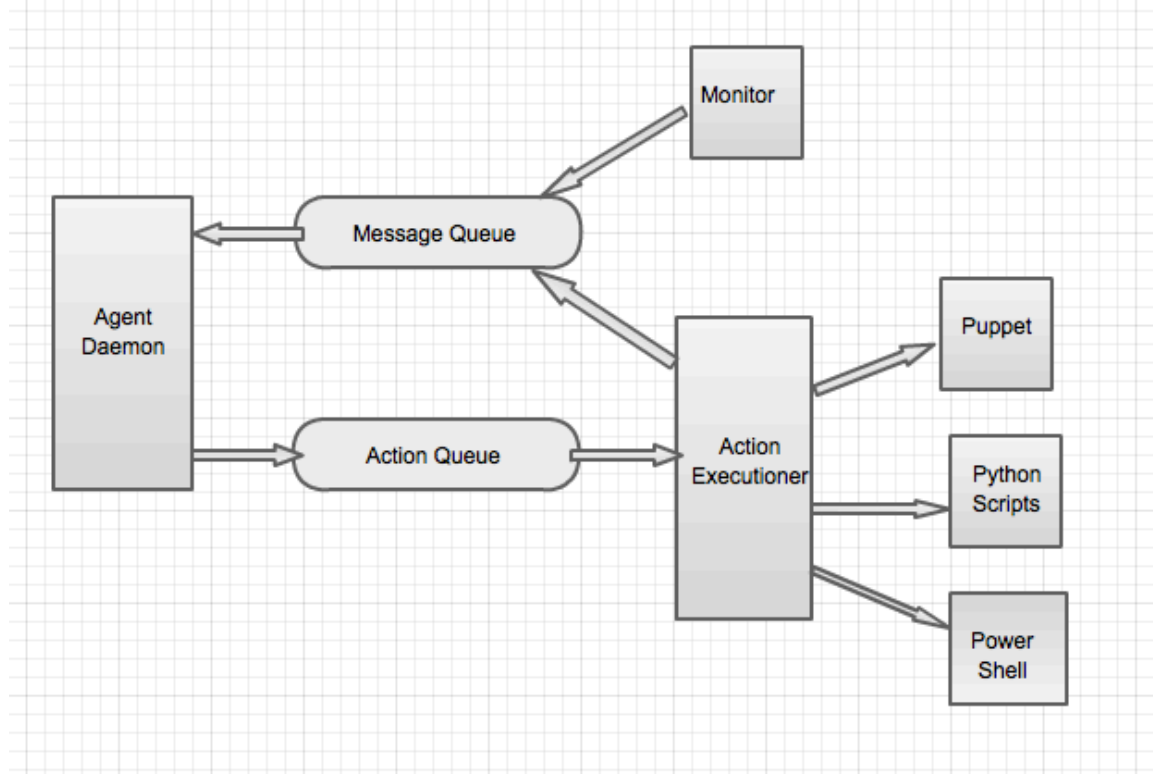 Monitor
Message Queue
Agent
Daemon
Puppet
Action Queue
Action
Executioner
Python
Scripts
Power
Shell